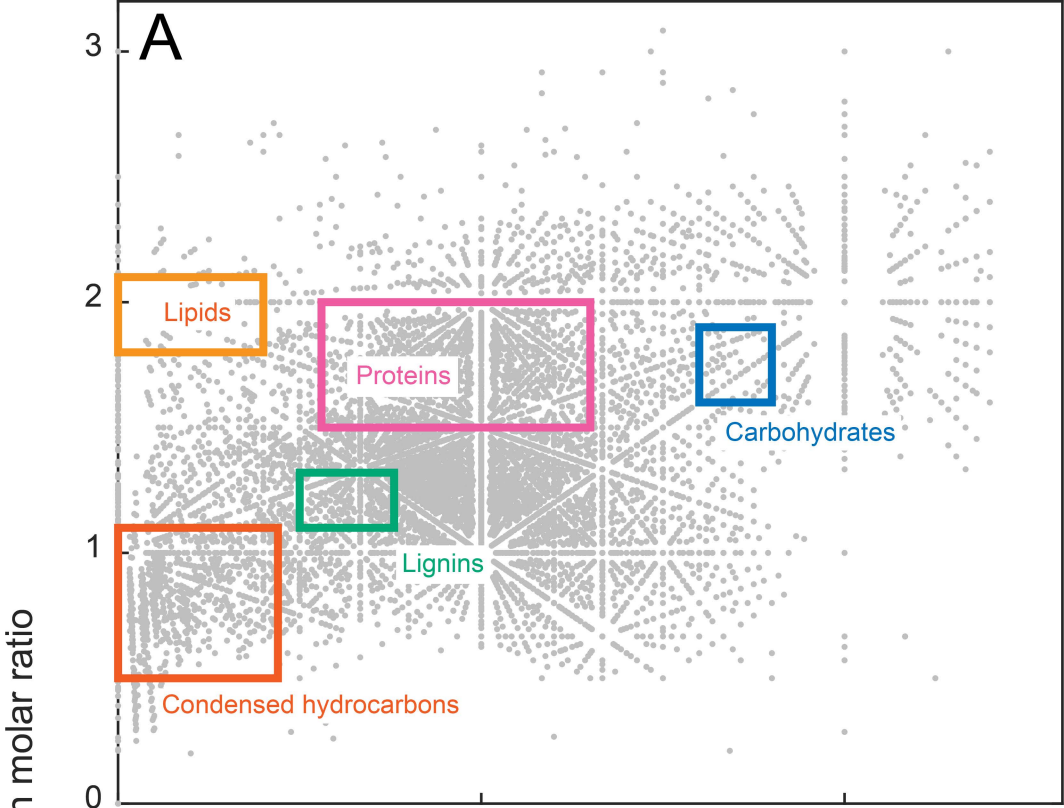 A
3
2
1
0
Lipids
Proteins
Carbohydrates
Lignins
Condensed hydrocarbons
molar ratio